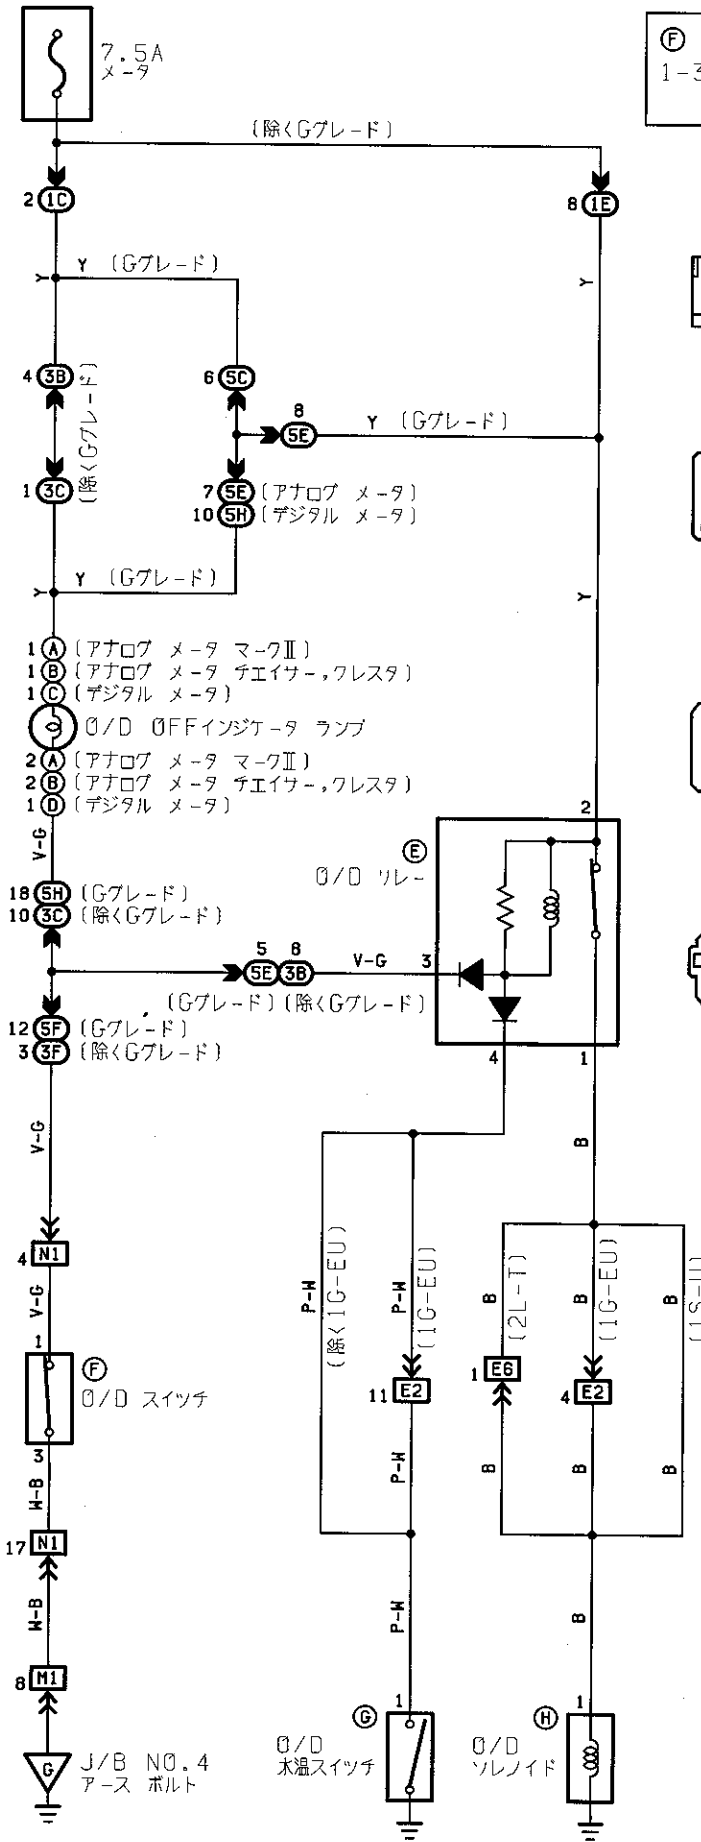 7.5A
メータ
F
1-3
(除くGグレード)
2 1C
8 1E
Y (Gグレード)
Y
Y
4 3B
(除くGグレード)
6 5C
8
5E
Y (Gグレード)
1 3C
7 5E (アナログ メータ)
10 5H (デジタル メータ)
Y (Gグレード)
Y
Y
1 A (アナログ メータ マークⅡ)
1 B (アナログ メータ チエイサー,クレスタ)
1 C (デジタル メータ)
O/D OFFインジケータ ランプ
2 A (アナログ メータ マークⅡ)
2 B (アナログ メータ チエイサー,クレスタ)
1 D (デジタル メータ)
2
V-G
E
O/D リレー
18 5H (Gグレード)
10 3C (除くGグレード)
5 8
5E 3B
V-G
3
(Gグレード) (除くGグレード)
12 5F (Gグレード)
3 3F (除くGグレード)
4
1
V-G
B
4 N1
V-G
P-W
(除く1G-EU)
P-W
(1G-EU)
B
(2L-T)
B
(1G-EU)
B
1
F
O/D スイッチ
11 E2
1 E6
4 E2
3
W-B
P-W
B
B
B
17 N1
W-B
P-W
B
8 M1
G
1
O/D
水温スイッチ
H
1
O/D
ソレノイド
G
J/B NO.4
アース ボルト